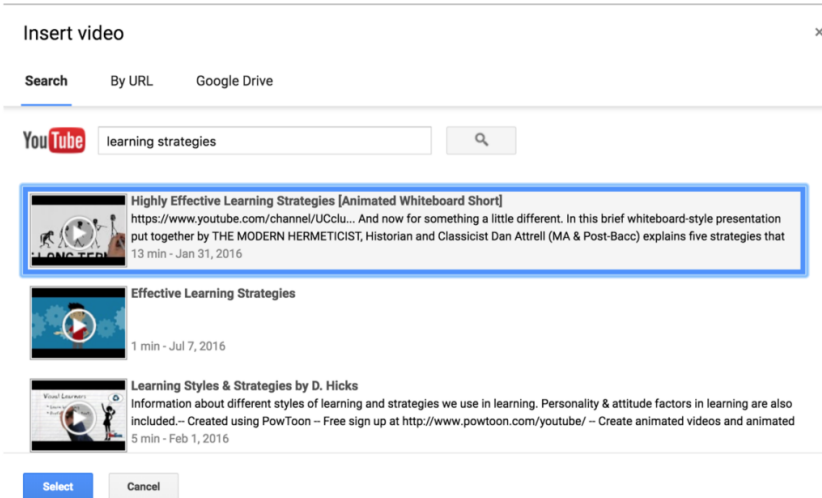 Insert video
×
Search By URL Google Drive
YouTube learning strategies
Highly Effective Learning Strategies [Animated Whiteboard Short]
https://www.youtube.com/channel/UCclu... And now for something a little different. In this brief whiteboard-style presentation
put together by THE MODERN HERMETICIST, Historian and Classicist Dan Attrell (MA & Post-Bacc) explains five strategies that
13 min - Jan 31, 2016
Effective Learning Strategies
1 min - Jul 7, 2016
Visual Learners
Learning Styles & Strategies by D. Hicks
Information about different styles of learning and strategies we use in learning. Personality & attitude factors in learning are also
included.-- Created using PowToon -- Free sign up at http://www.powtoon.com/youtube/ -- Create animated videos and animated
5 min - Feb 1, 2016
Select Cancel